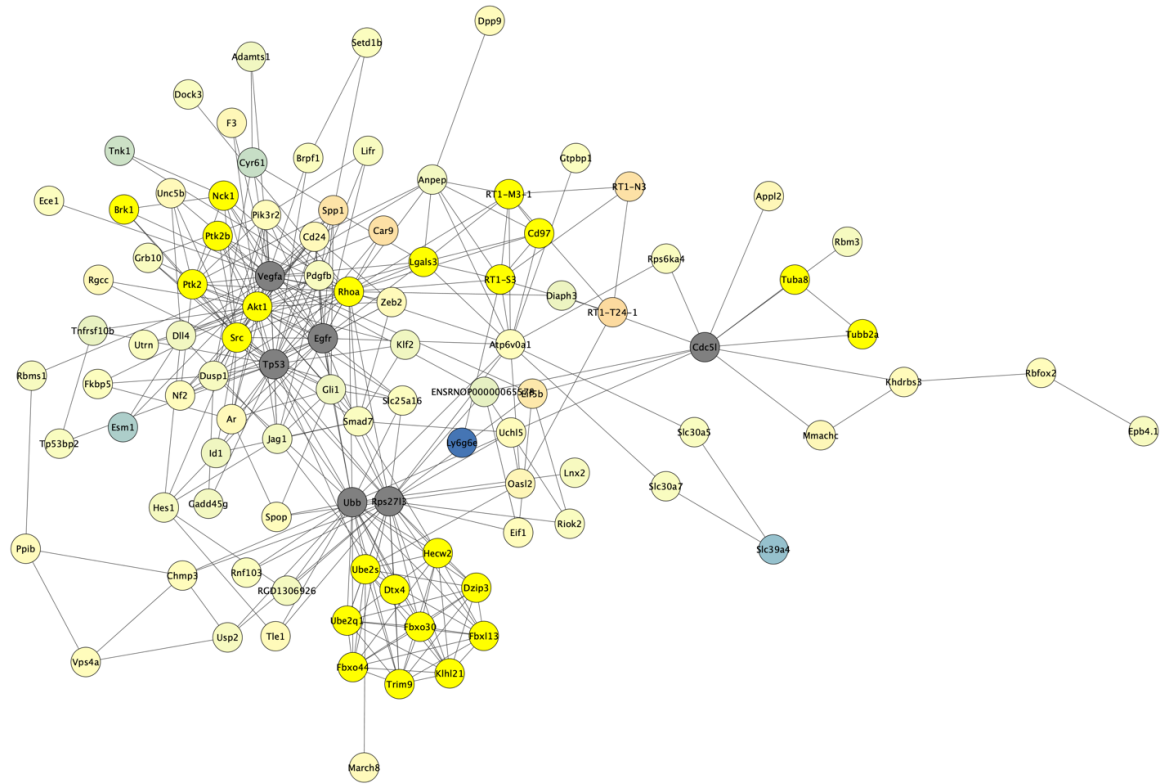 Dpp9
Setd1b
Adamts1
Dock3
F3
Tnk1
Cyr61
Brpf1
Lifr
Gtpbp1
Anpep
RT1-M3-1
RT1-N3
Appl2
Ece1
Unc5b
Nck1
Brk1
Pik3r2
Spp1
Ptk2b
Cd24
Car9
Cd97
Rbm3
Grb10
Lgals3
Rps6ka4
Rgcc
Ptk2
Vegfa
Pdgfb
Rhoa
RT1-S3
Tuba8
Diaph3
Zeb2
Akt1
RT1-T24-1
Tnfrsf10b
Dll4
Src
Egfr
Klf2
Atp6v0a1
Cdc5l
Tubb2a
Utrn
Tp53
Rbms1
Fkbp5
Dusp1
Nf2
Gli1
Slc25a16
Eif5b
Khdrbs3
Rbfox2
Ar
Smad7
Esm1
Tp53bp2
Jag1
Id1
Ly6g6e
Uchl5
Slc30a5
Mmachc
Epb4.1
Lnx2
Oasl2
Slc30a7
Hes1
Gadd45g
Ubb
Rps27l3
Spop
Eif1
Riok2
Slc39a4
Ppib
Chmp3
Rnf103
RGD1306926
Ube2s
Hecw2
Dtx4
Dzip3
Ube2q1
Fbxo30
Fbxl13
Usp2
Tle1
Vps4a
Fbxo44
Klhl21
Trim9
March8